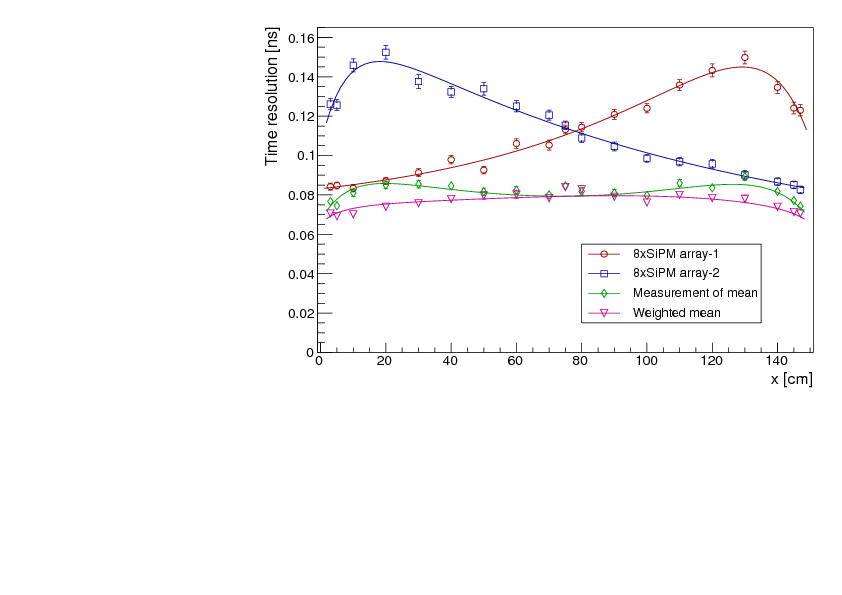 Time resolution [ns]
0.16
0.14
0.12
0.1
0.08
0.06
0.04
0.02
0
0 20 40 60 80 100 120 140
x [cm]
8xSiPM array-1
8xSiPM array-2
Measurement of mean
Weighted mean